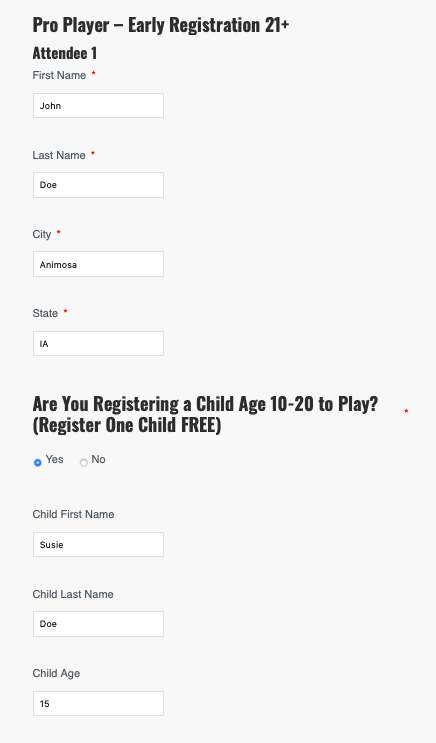 Pro Player – Early Registration 21+
Attendee 1
First Name *
John
Last Name *
Doe
City *
Animosa
State *
IA
Are You Registering a Child Age 10-20 to Play? *
(Register One Child FREE)
Yes No
Child First Name
Susie
Child Last Name
Doe
Child Age
15